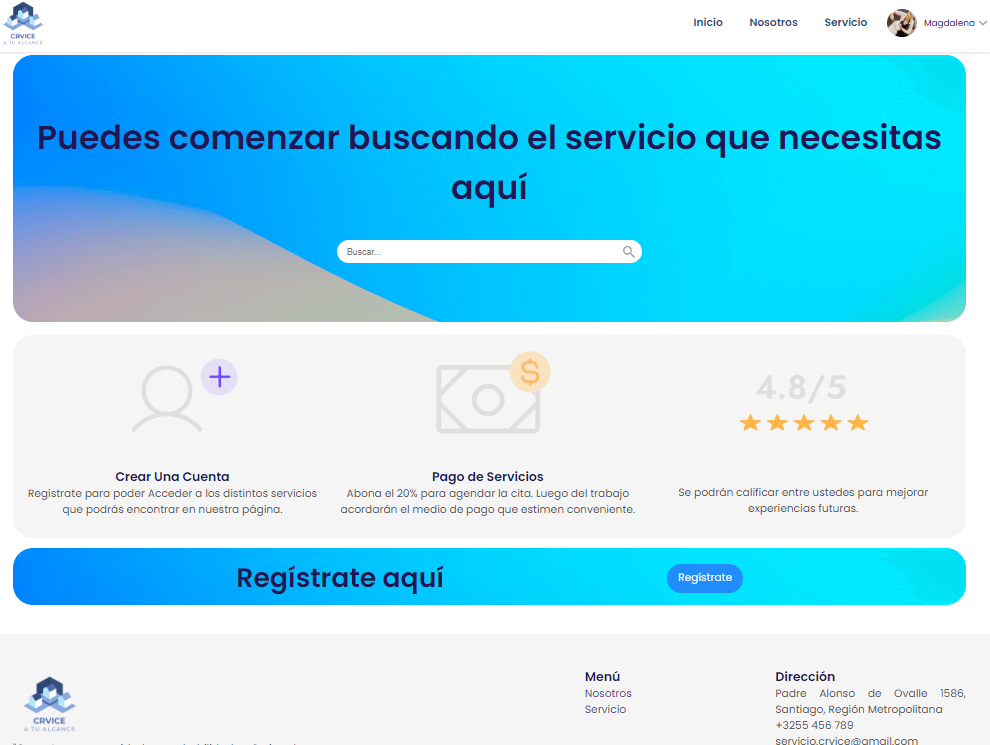 CRVICE
A TU ALCANCE
Inicio Nosotros Servicio Magdalena
Puedes comenzar buscando el servicio que necesitas
aquí
Buscar...
4.8/5
Crear Una Cuenta
Regístrate para poder Acceder a los distintos servicios
que podrás encontrar en nuestra página.
Pago de Servicios
Abona el 20% para agendar la cita. Luego del trabajo
acordarán el medio de pago que estimen conveniente.
Se podrán calificar entre ustedes para mejorar
experiencias futuras.
Regístrate aquí
Regístrate
CRVICE
A TU ALCANCE
Menú
Nosotros
Servicio
Dirección
Padre Alonso de Ovalle 1586,
Santiago, Región Metropolitana
+3255 456 789
servicio.crvice@gmail.com